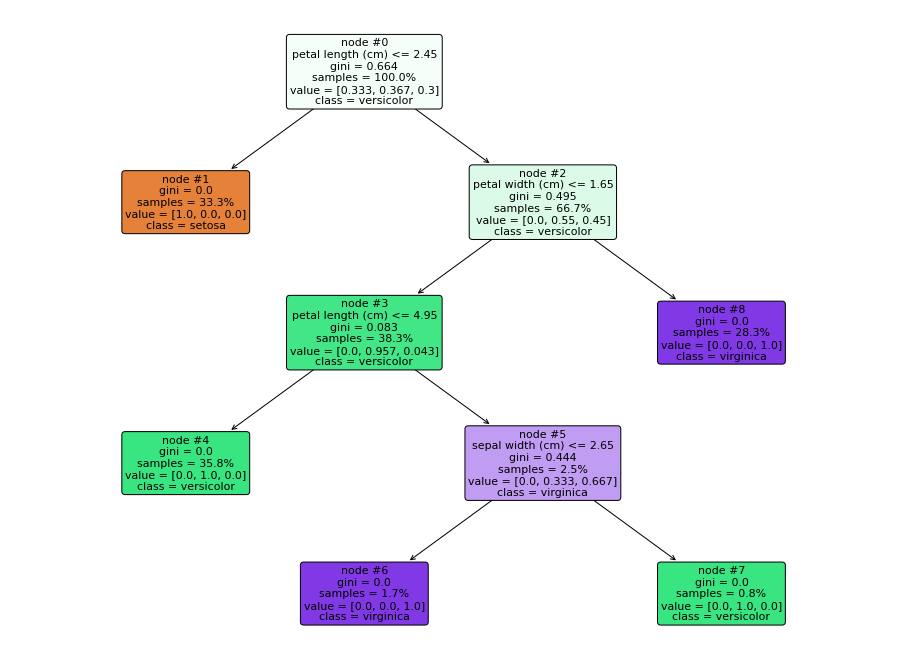 node #0
petal length (cm) <= 2.45
gini = 0.664
samples = 100.0%
value = [0.333, 0.367, 0.3]
class = versicolor
node #1
gini = 0.0
samples = 33.3%
value = [1.0, 0.0, 0.0]
class = setosa
node #2
petal width (cm) <= 1.65
gini = 0.495
samples = 66.7%
value = [0.0, 0.55, 0.45]
class = versicolor
node #3
petal length (cm) <= 4.95
gini = 0.083
samples = 38.3%
value = [0.0, 0.957, 0.043]
class = versicolor
node #8
gini = 0.0
samples = 28.3%
value = [0.0, 0.0, 1.0]
class = virginica
node #4
gini = 0.0
samples = 35.8%
value = [0.0, 1.0, 0.0]
class = versicolor
node #5
sepal width (cm) <= 2.65
gini = 0.444
samples = 2.5%
value = [0.0, 0.333, 0.667]
class = virginica
node #6
gini = 0.0
samples = 1.7%
value = [0.0, 0.0, 1.0]
class = virginica
node #7
gini = 0.0
samples = 0.8%
value = [0.0, 1.0, 0.0]
class = versicolor